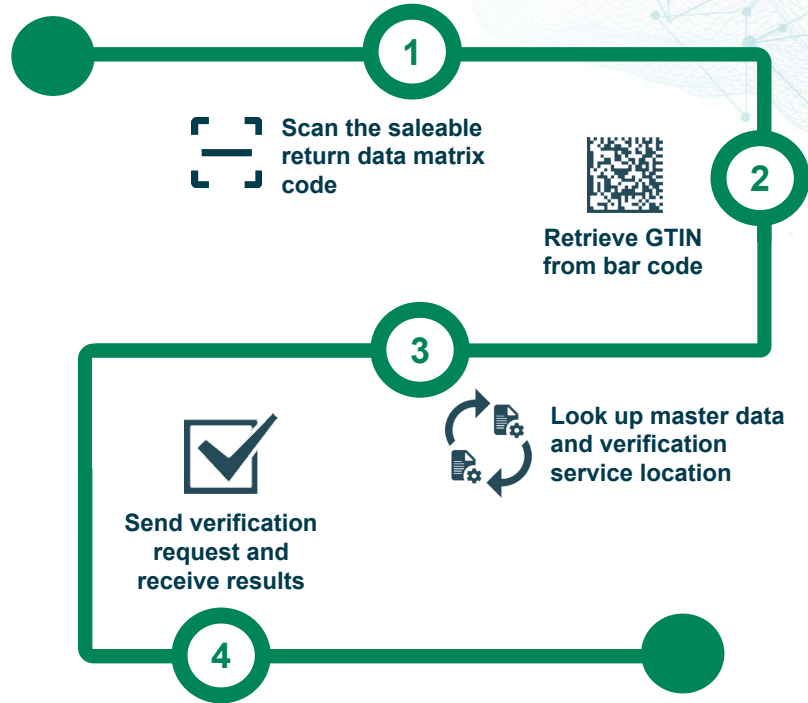 1
Scan the saleable
return data matrix
code
2
Retrieve GTIN
from bar code
3
Look up master data
and verification
service location
Send verification
request and
receive results
4